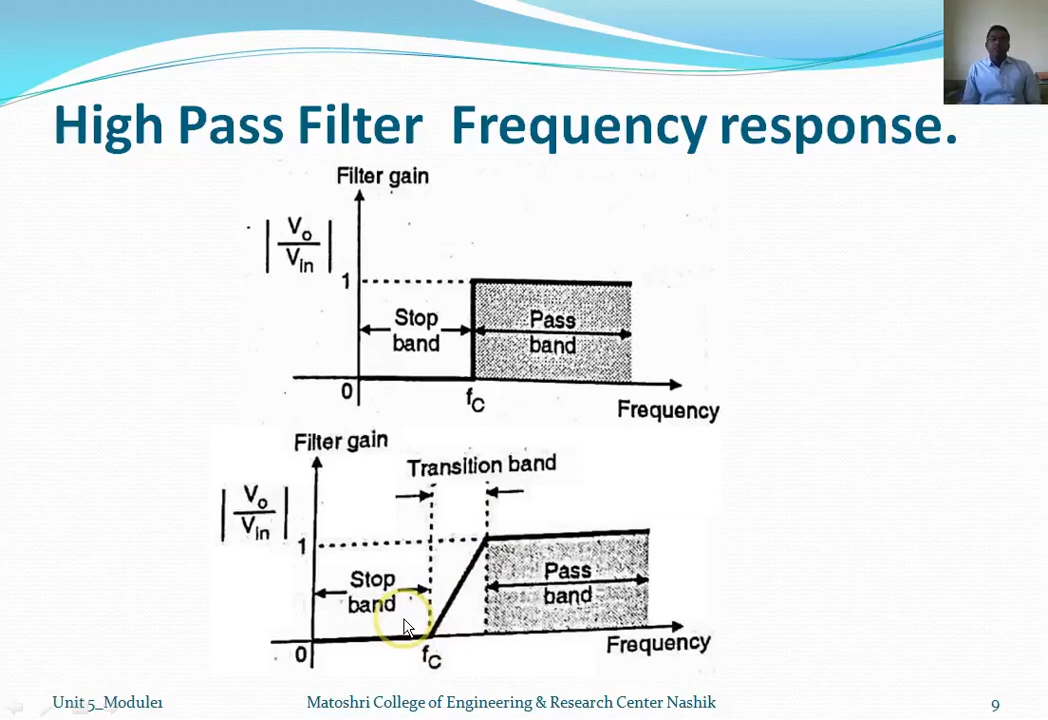 High Pass Filter Frequency response.
Filter gain
|Vo/Vin|
1
Stop band
Pass band
0
fC
Frequency
Filter gain
Transition band
|Vo/Vin|
1
Stop band
Pass band
0
fC
Frequency
Unit 5_Module1
Matoshri College of Engineering & Research Center Nashik
9